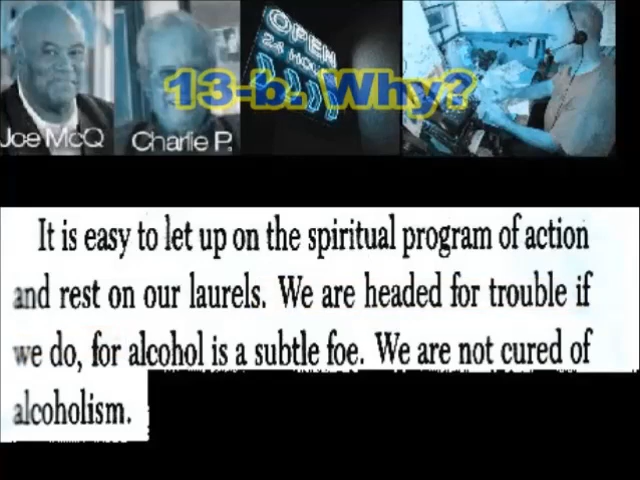 OPEN
24 HOU
13-b. Why?
Joe McQ
Charlie P.
It is easy to let up on the spiritual program of action
and rest on our laurels. We are headed for trouble if
we do, for alcohol is a subtle foe. We are not cured of
alcoholism.